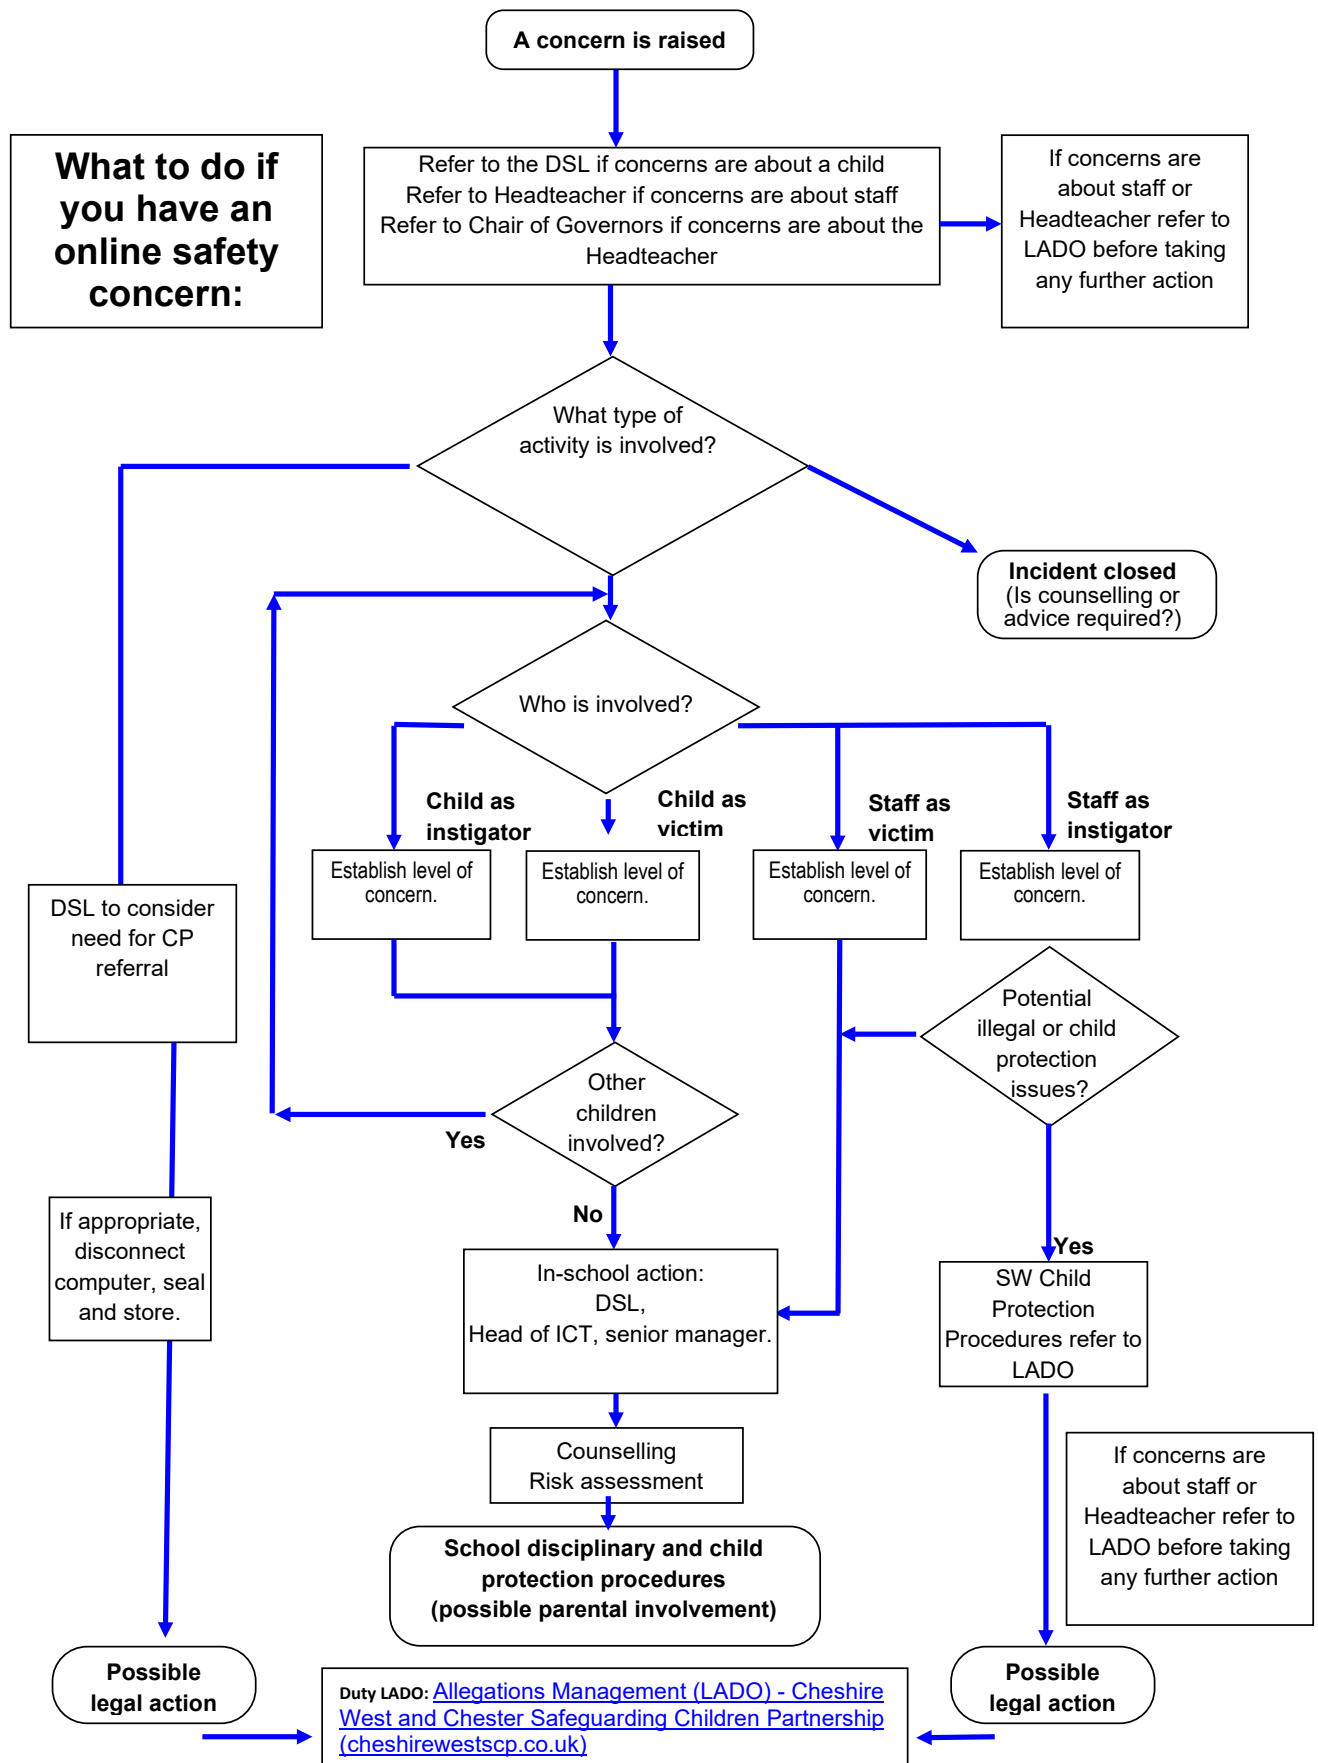 A concern is raised
What to do if
you have an
online safety
concern:
Refer to the DSL if concerns are about a child
Refer to Headteacher if concerns are about staff
Refer to Chair of Governors if concerns are about the
Headteacher
If concerns are
about staff or
Headteacher refer to
LADO before taking
any further action
What type of
activity is involved?
Incident closed
(Is counselling or
advice required?)
Who is involved?
Child as
instigator
Child as
victim
Staff as
victim
Staff as
instigator
Establish level of
concern.
Establish level of
concern.
Establish level of
concern.
Establish level of
concern.
DSL to consider
need for CP
referral
Potential
illegal or child
protection
issues?
Other
children
involved?
Yes
No
If appropriate,
disconnect
computer, seal
and store.
In-school action:
DSL,
Head of ICT, senior manager.
Yes
SW Child
Protection
Procedures refer to
LADO
Counselling
Risk assessment
If concerns are
about staff or
Headteacher refer to
LADO before taking
any further action
School disciplinary and child
protection procedures
(possible parental involvement)
Possible
legal action
Duty LADO: Allegations Management (LADO) - Cheshire
West and Chester Safeguarding Children Partnership
(cheshirewestscp.co.uk)
Possible
legal action